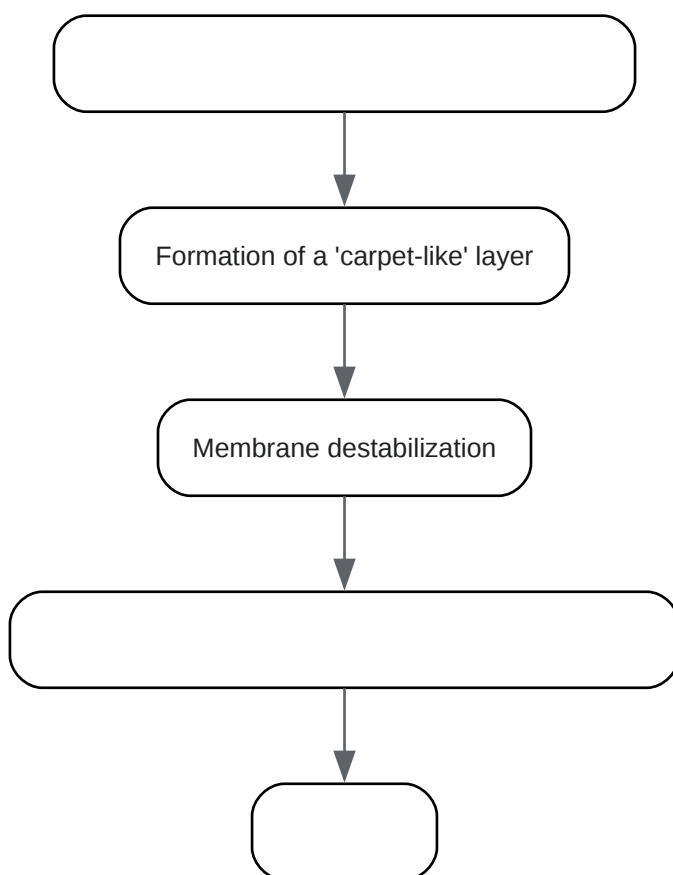 Formation of a 'carpet-like' layer
Membrane destabilization